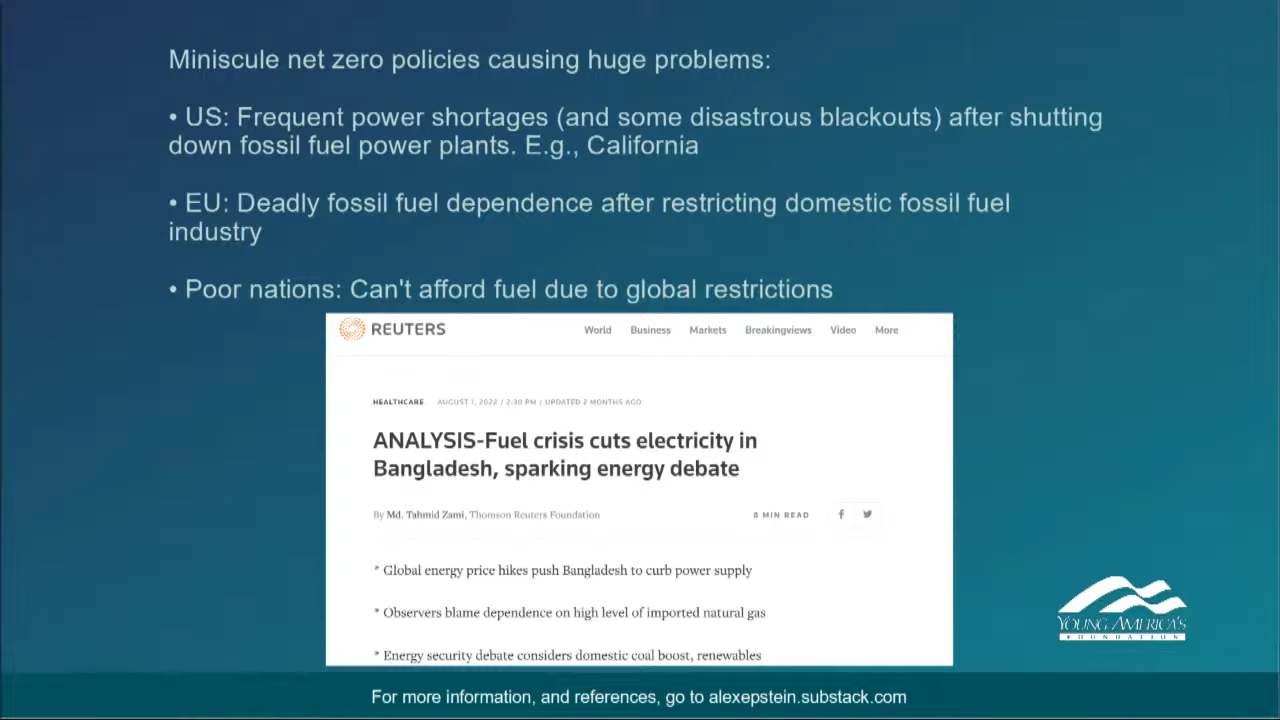 Miniscule net zero policies causing huge problems:
• US: Frequent power shortages (and some disastrous blackouts) after shutting
down fossil fuel power plants. E.g., California
• EU: Deadly fossil fuel dependence after restricting domestic fossil fuel
industry
• Poor nations: Can't afford fuel due to global restrictions
REUTERS
World Business Markets Breakingviews Video More
HEALTHCARE AUGUST 1, 2022 / 2:30 PM / UPDATED 2 MONTHS AGO
ANALYSIS-Fuel crisis cuts electricity in
Bangladesh, sparking energy debate
By Md. Tahmid Zami, Thomson Reuters Foundation
8 MIN READ
* Global energy price hikes push Bangladesh to curb power supply
* Observers blame dependence on high level of imported natural gas
* Energy security debate considers domestic coal boost, renewables
YOUNG AMERICA'S
FOUNDATION
For more information, and references, go to alexepstein.substack.com